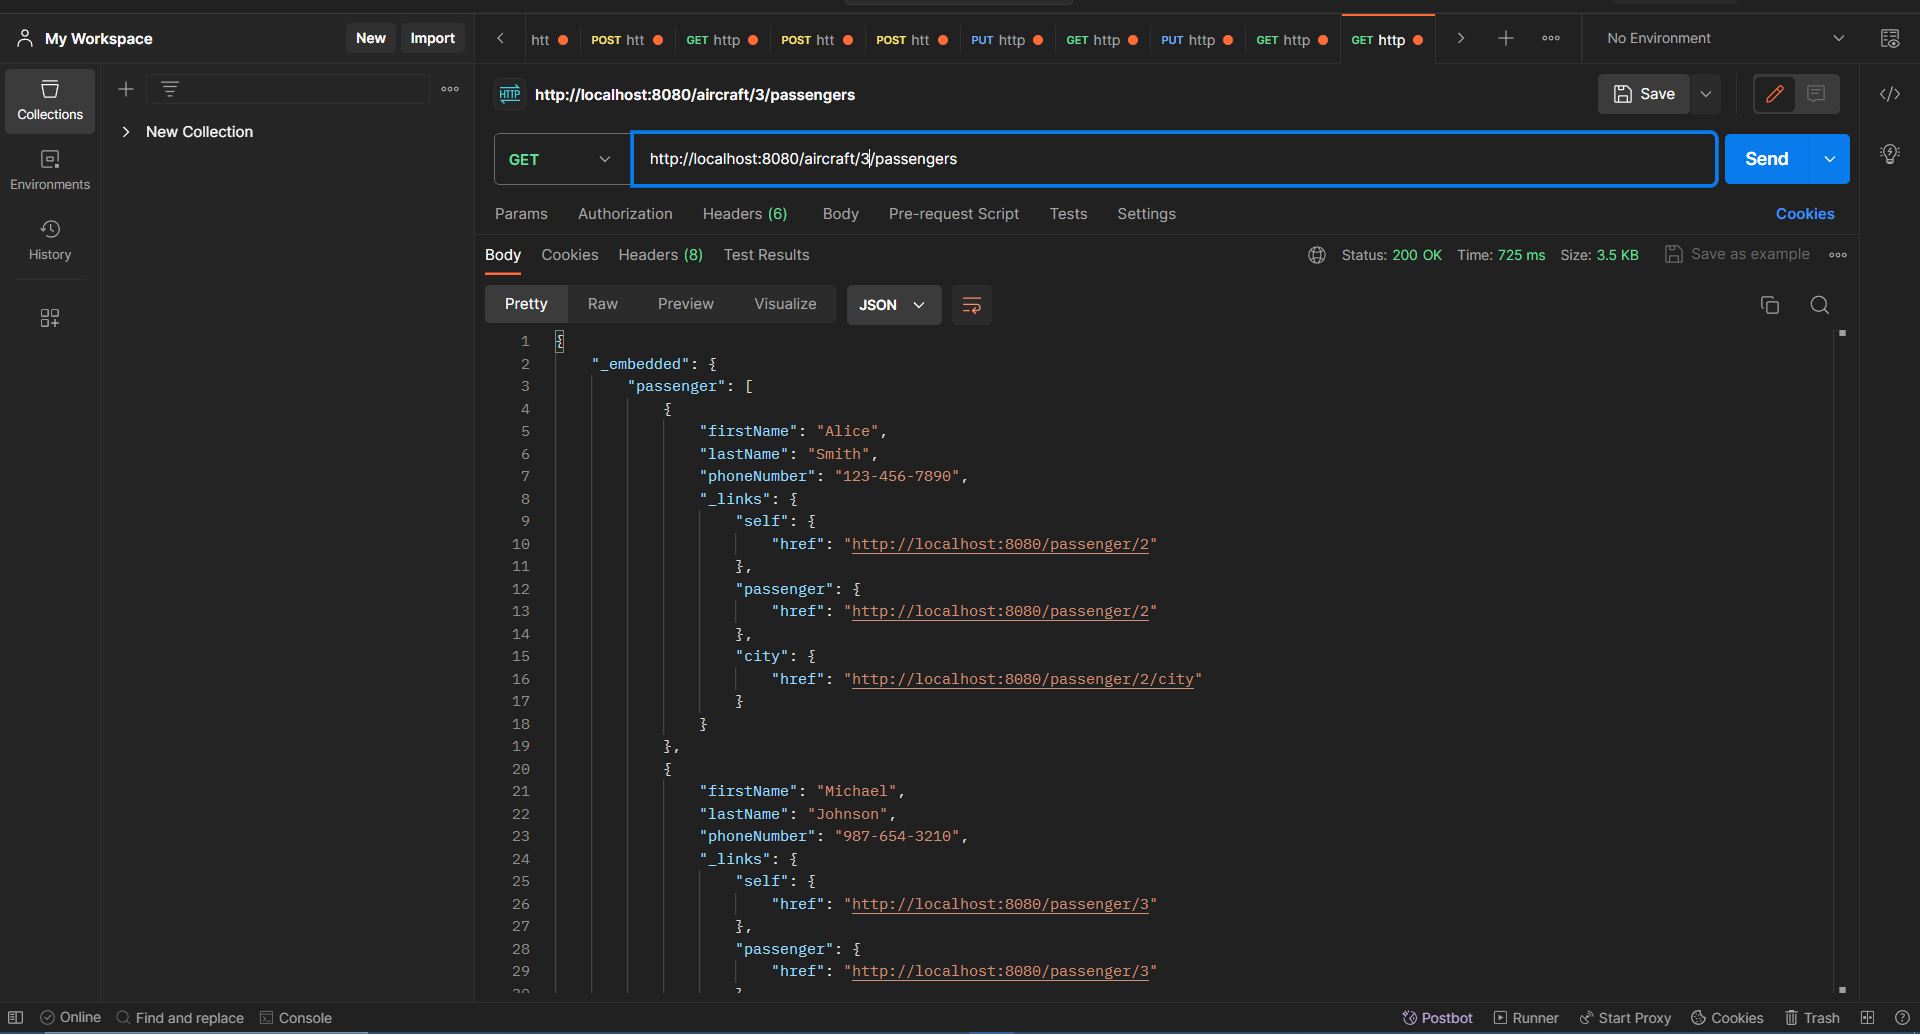 My Workspace
New
Import
htt
POST htt
GET http
POST htt
POST htt
PUT http
GET http
PUT http
GET http
GET http
No Environment
Collections
Environments
History
New Collection
HTTP
http://localhost:8080/aircraft/3/passengers
Save
GET
http://localhost:8080/aircraft/3/passengers
Send
Params
Authorization
Headers (6)
Body
Pre-request Script
Tests
Settings
Cookies
Body
Cookies
Headers (8)
Test Results
Status: 200 OK
Time: 725 ms
Size: 3.5 KB
Save as example
Pretty
Raw
Preview
Visualize
JSON
1 {
2 "_embedded": {
3 "passenger": [
4 {
5 "firstName": "Alice",
6 "lastName": "Smith",
7 "phoneNumber": "123-456-7890",
8 "_links": {
9 "self": {
10 "href": "http://localhost:8080/passenger/2"
11 },
12 "passenger": {
13 "href": "http://localhost:8080/passenger/2"
14 },
15 "city": {
16 "href": "http://localhost:8080/passenger/2/city"
17 }
18 }
19 },
20 {
21 "firstName": "Michael",
22 "lastName": "Johnson",
23 "phoneNumber": "987-654-3210",
24 "_links": {
25 "self": {
26 "href": "http://localhost:8080/passenger/3"
27 },
28 "passenger": {
29 "href": "http://localhost:8080/passenger/3"
Online
Find and replace
Console
Postbot
Runner
Start Proxy
Cookies
Trash